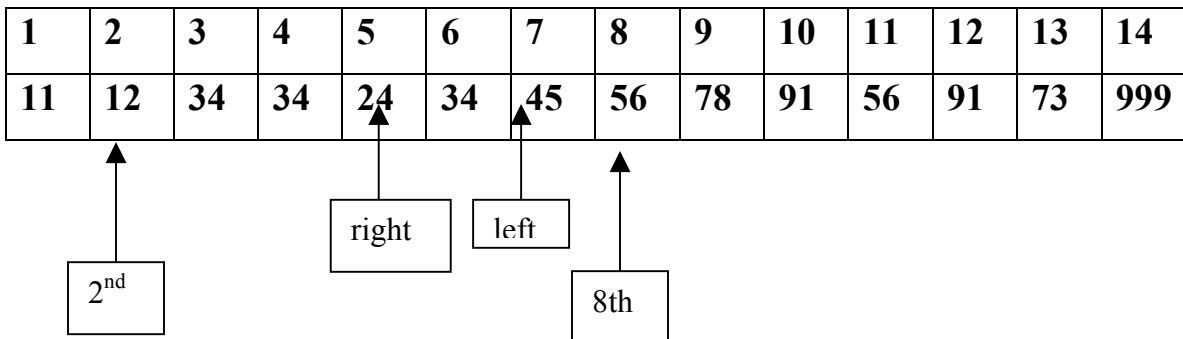 1 2 3 4 5 6 7 8 9 10 11 12 13 14
11 12 34 34 24 34 45 56 78 91 56 91 73 999
right left
2nd 8th